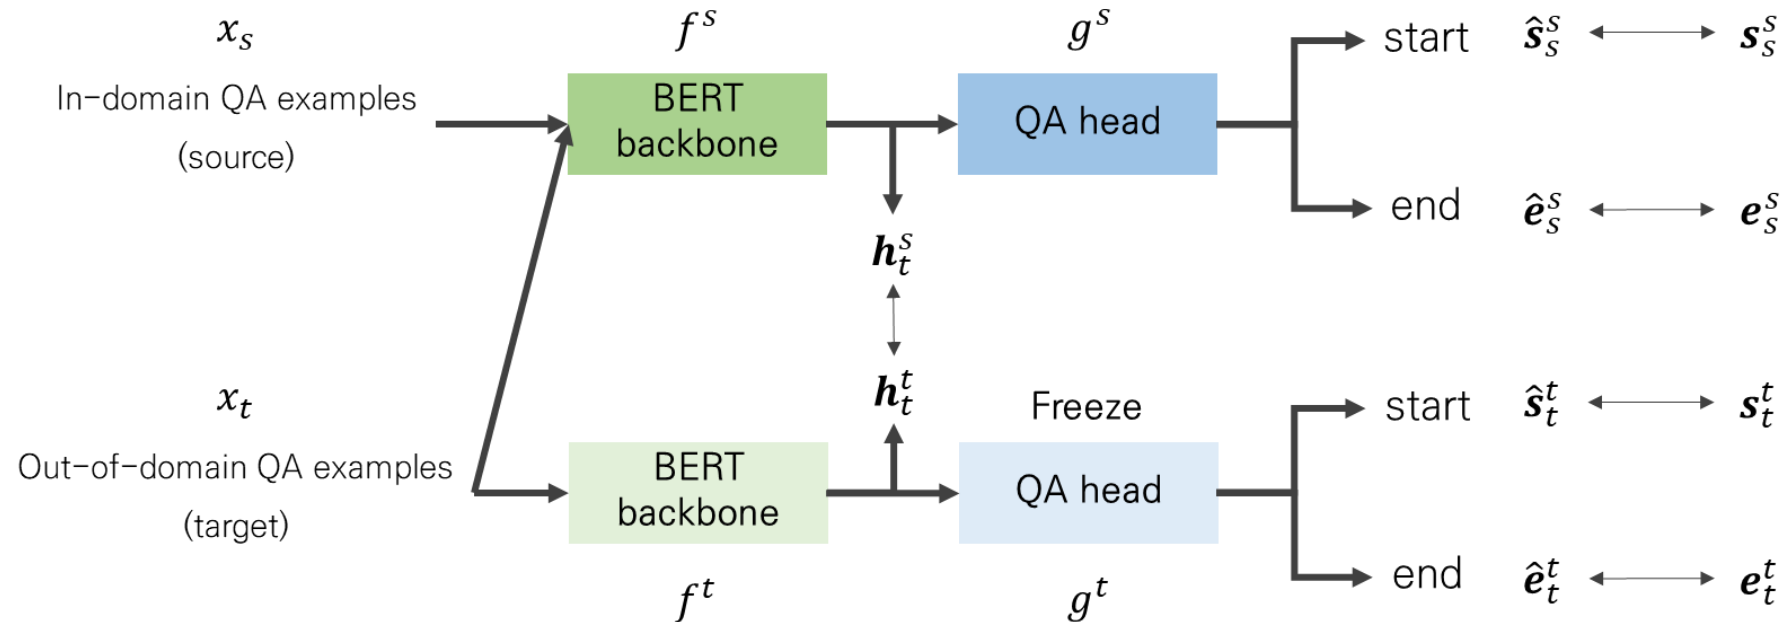 x_s
In-domain QA examples
(source)
f^s
BERT
backbone
g^s
QA head
start
ŝ_s^s
s_s^s
end
ê_s^s
e_s^s
h_t^s
h_t^t
x_t
Out-of-domain QA examples
(target)
BERT
backbone
f^t
Freeze
QA head
g^t
start
ŝ_t^t
s_t^t
end
ê_t^t
e_t^t